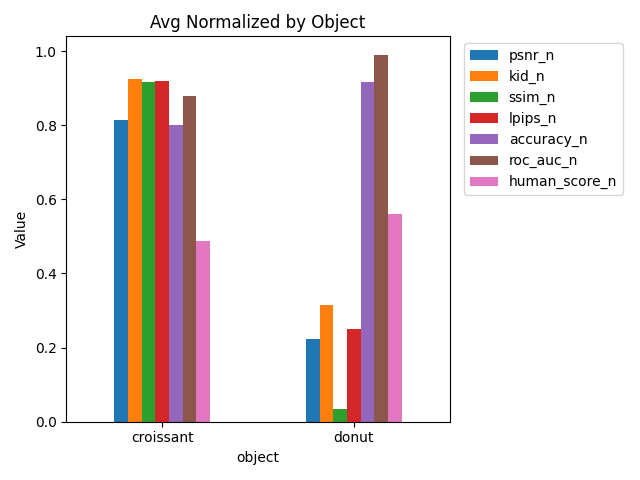 Avg Normalized by Object
1.0
0.8
0.6
0.4
0.2
0.0
Value
croissant
donut
object
psnr_n
kid_n
ssim_n
lpips_n
accuracy_n
roc_auc_n
human_score_n